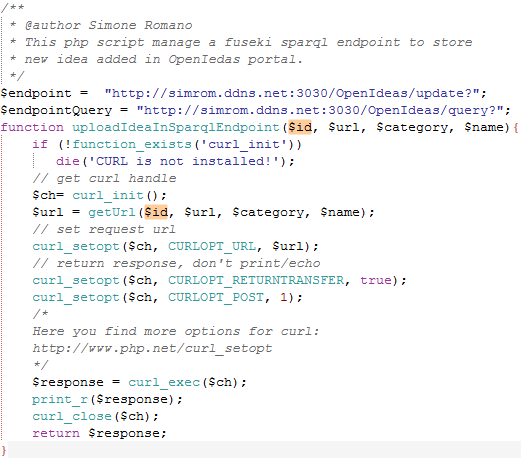 /**
 * @author Simone Romano
 * This php script manage a fuseki sparql endpoint to store
 * new idea added in OpenIedas portal.
 */
$endpoint =  "http://simrom.ddns.net:3030/OpenIdeas/update?";
$endpointQuery = "http://simrom.ddns.net:3030/OpenIdeas/query?";
function uploadIdeaInSparqlEndpoint($id, $url, $category, $name){
    if (!function_exists('curl_init'))
       die('CURL is not installed!');
    // get curl handle
    $ch= curl_init();
    $url = getUrl($id, $url, $category, $name);
    // set request url
    curl_setopt($ch, CURLOPT_URL, $url);
    // return response, don't print/echo
    curl_setopt($ch, CURLOPT_RETURNTRANSFER, true);
    curl_setopt($ch, CURLOPT_POST, 1);
    /*
    Here you find more options for curl:
    http://www.php.net/curl_setopt
    */
    $response = curl_exec($ch);
    print_r($response);
    curl_close($ch);
    return $response;
}